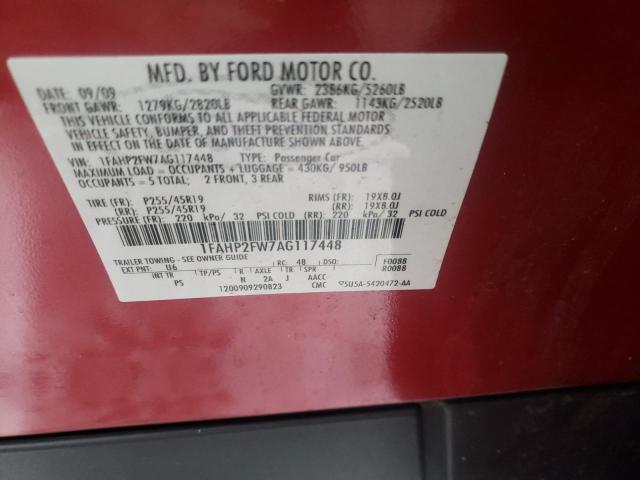 MFD. BY FORD MOTOR CO.
DATE: 09/09 GVWR: 2386KG/5260LB
FRONT GAWR: 1279KG/2820LB REAR GAWR: 1143KG/2520LB
THIS VEHICLE CONFORMS TO ALL APPLICABLE FEDERAL MOTOR
VEHICLE SAFETY, BUMPER, AND THEFT PREVENTION STANDARDS
IN EFFECT ON THE DATE OF MANUFACTURE SHOWN ABOVE.
VIN: 1FAHP2FW7AG117448 TYPE: Passenger Car
MAXIMUM LOAD = OCCUPANTS + LUGGAGE = 430KG/ 950LB
OCCUPANTS = 5 TOTAL; 2 FRONT, 3 REAR
TIRE (FR): P255/45R19 RIMS (FR): 19X8.0J
(RR): P255/45R19 (RR): 19X8.0J
PRESSURE (FR): 220 kPa/ 32 PSI COLD (RR): 220 kPa/ 32 PSI COLD
1FAHP2FW7AG117448
TRAILER TOWING - SEE OWNER GUIDE
EXT PNT: U6 RC: 48 DSO: F0088
R0088
INT TR TP/PS R AXLE TR SPR
PS N 2A J AACC
1200909290823 CMC 5U5A-5420472-AA